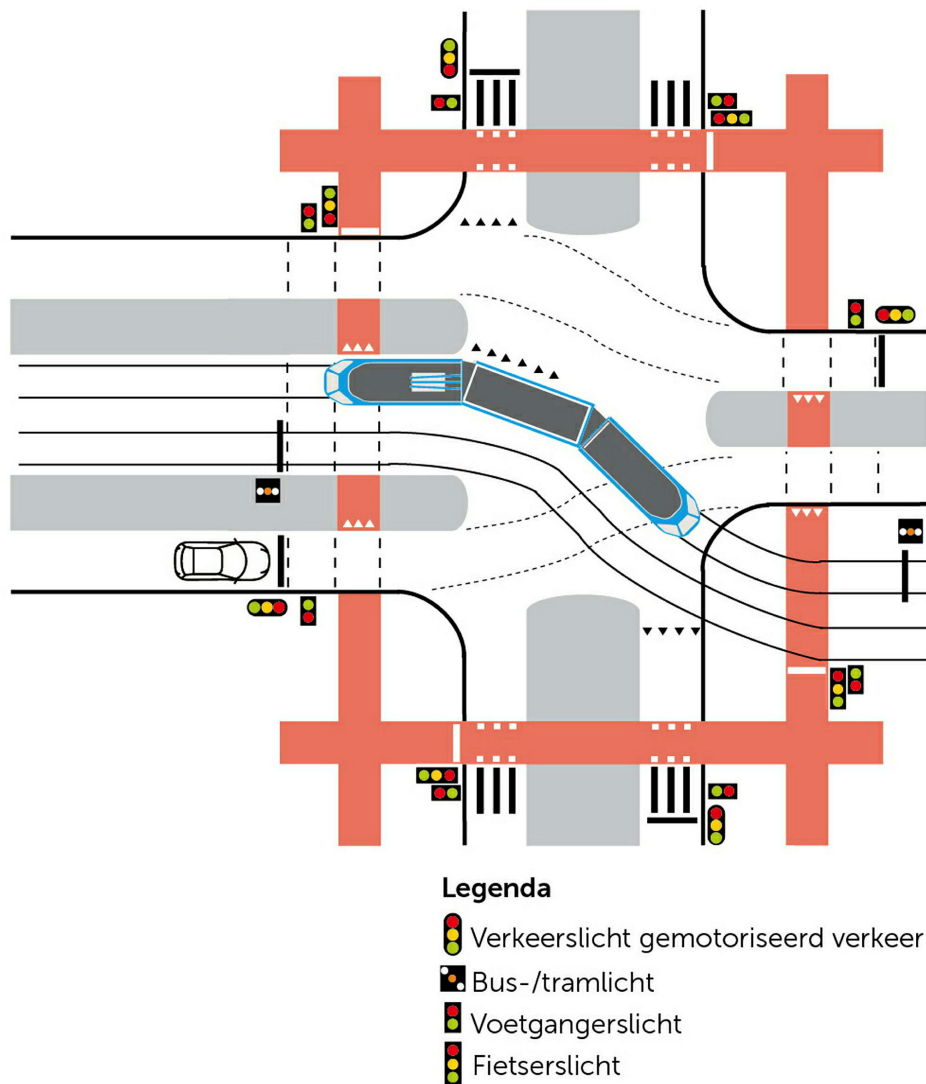 Legenda
Verkeerslicht gemotoriseerd verkeer
Bus-/tramlicht
Voetgangerslicht
Fietserslicht